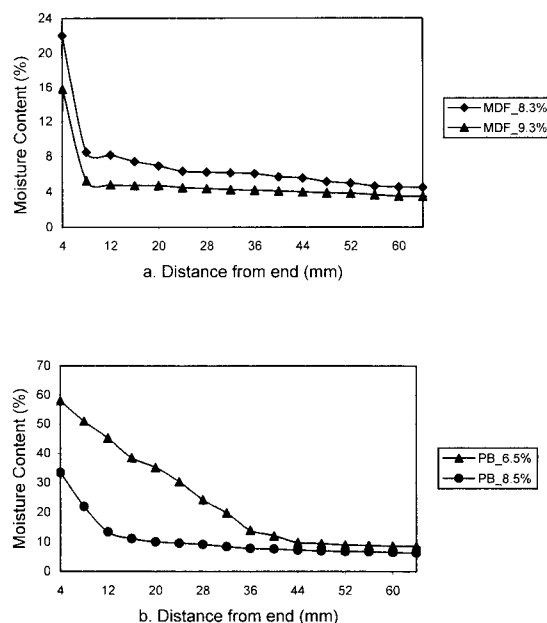 24
20
16
12
8
4
0
Moisture Content (%)
4 12 20 28 36 44 52 60
a. Distance from end (mm)
MDF_8.3%
MDF_9.3%
70
60
50
40
30
20
10
0
Moisture Content (%)
4 12 20 28 36 44 52 60
b. Distance from end (mm)
PB_6.5%
PB_8.5%